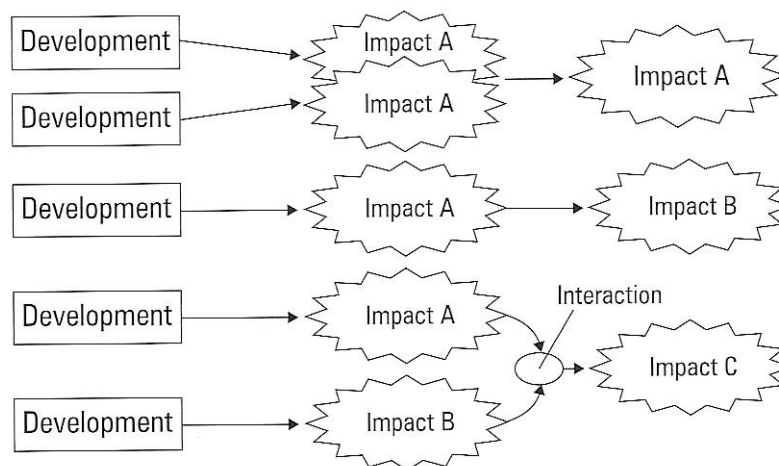 Development
Impact A
Impact A
Development
Impact A
Development
Impact A
Impact B
Development
Impact A
Interaction
Impact C
Development
Impact B